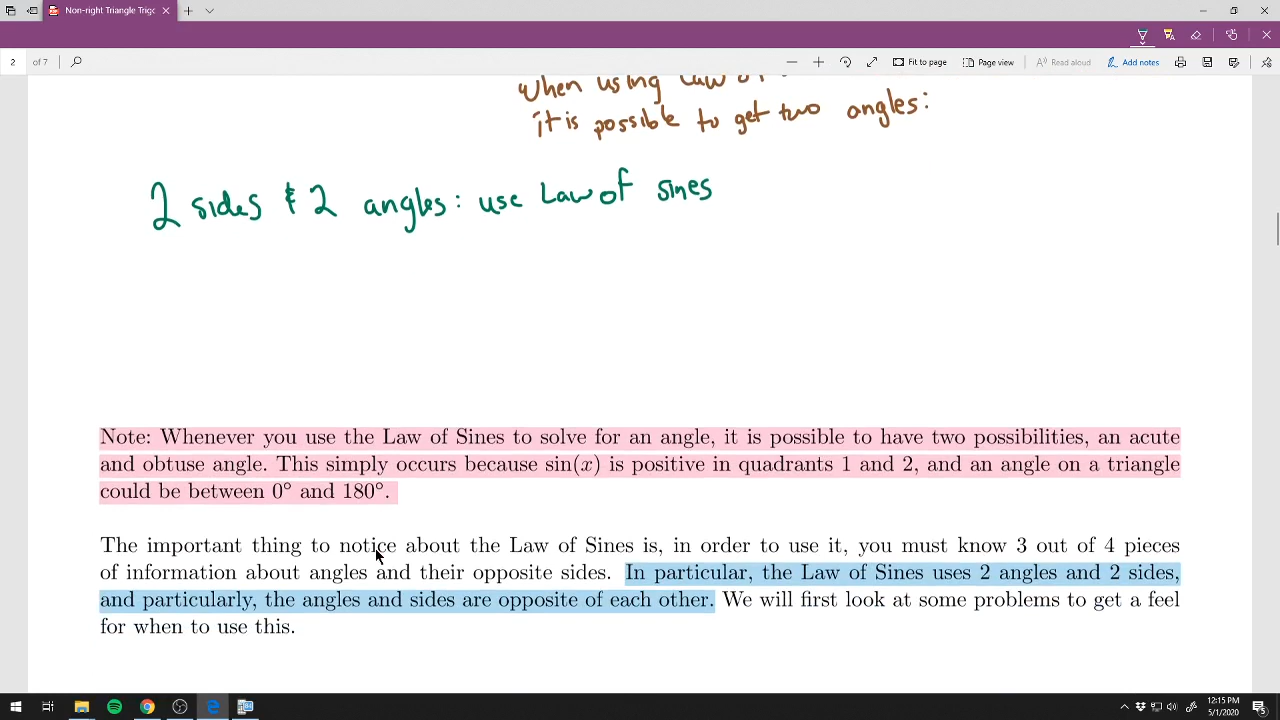 Non-right Triangle Trigo
2 of 7
Fit to page
Page view
Read aloud
Add notes
when using Law of
it is possible to get two angles:
2 sides & 2 angles: use Law of sines
Note: Whenever you use the Law of Sines to solve for an angle, it is possible to have two possibilities, an acute
and obtuse angle. This simply occurs because sin(x) is positive in quadrants 1 and 2, and an angle on a triangle
could be between 0° and 180°.
The important thing to notice about the Law of Sines is, in order to use it, you must know 3 out of 4 pieces
of information about angles and their opposite sides. In particular, the Law of Sines uses 2 angles and 2 sides,
and particularly, the angles and sides are opposite of each other. We will first look at some problems to get a feel
for when to use this.
12:15 PM
5/1/2020